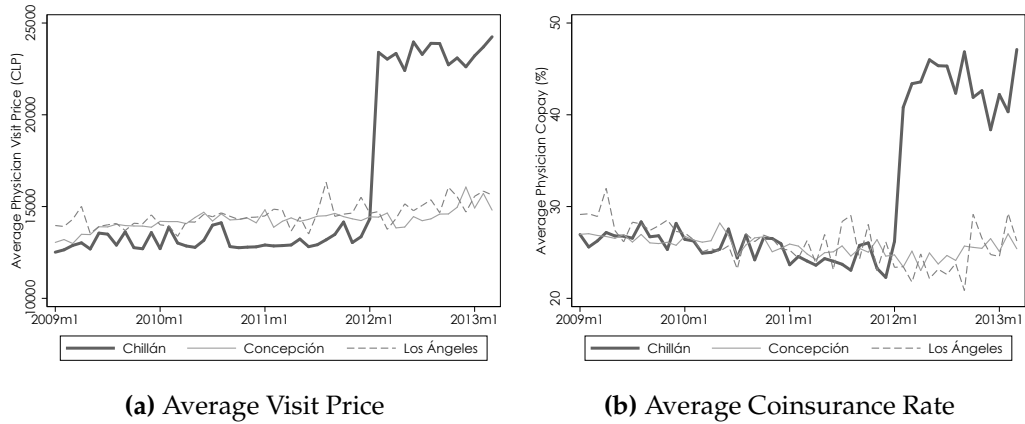 Average Physician Visit Price (CLP)
25000
20000
15000
10000
2009m1 2010m1 2011m1 2012m1 2013m1
Chillán Concepción Los Ángeles
(a) Average Visit Price
Average Physician Copay (%)
50
40
30
20
2009m1 2010m1 2011m1 2012m1 2013m1
Chillán Concepción Los Ángeles
(b) Average Coinsurance Rate